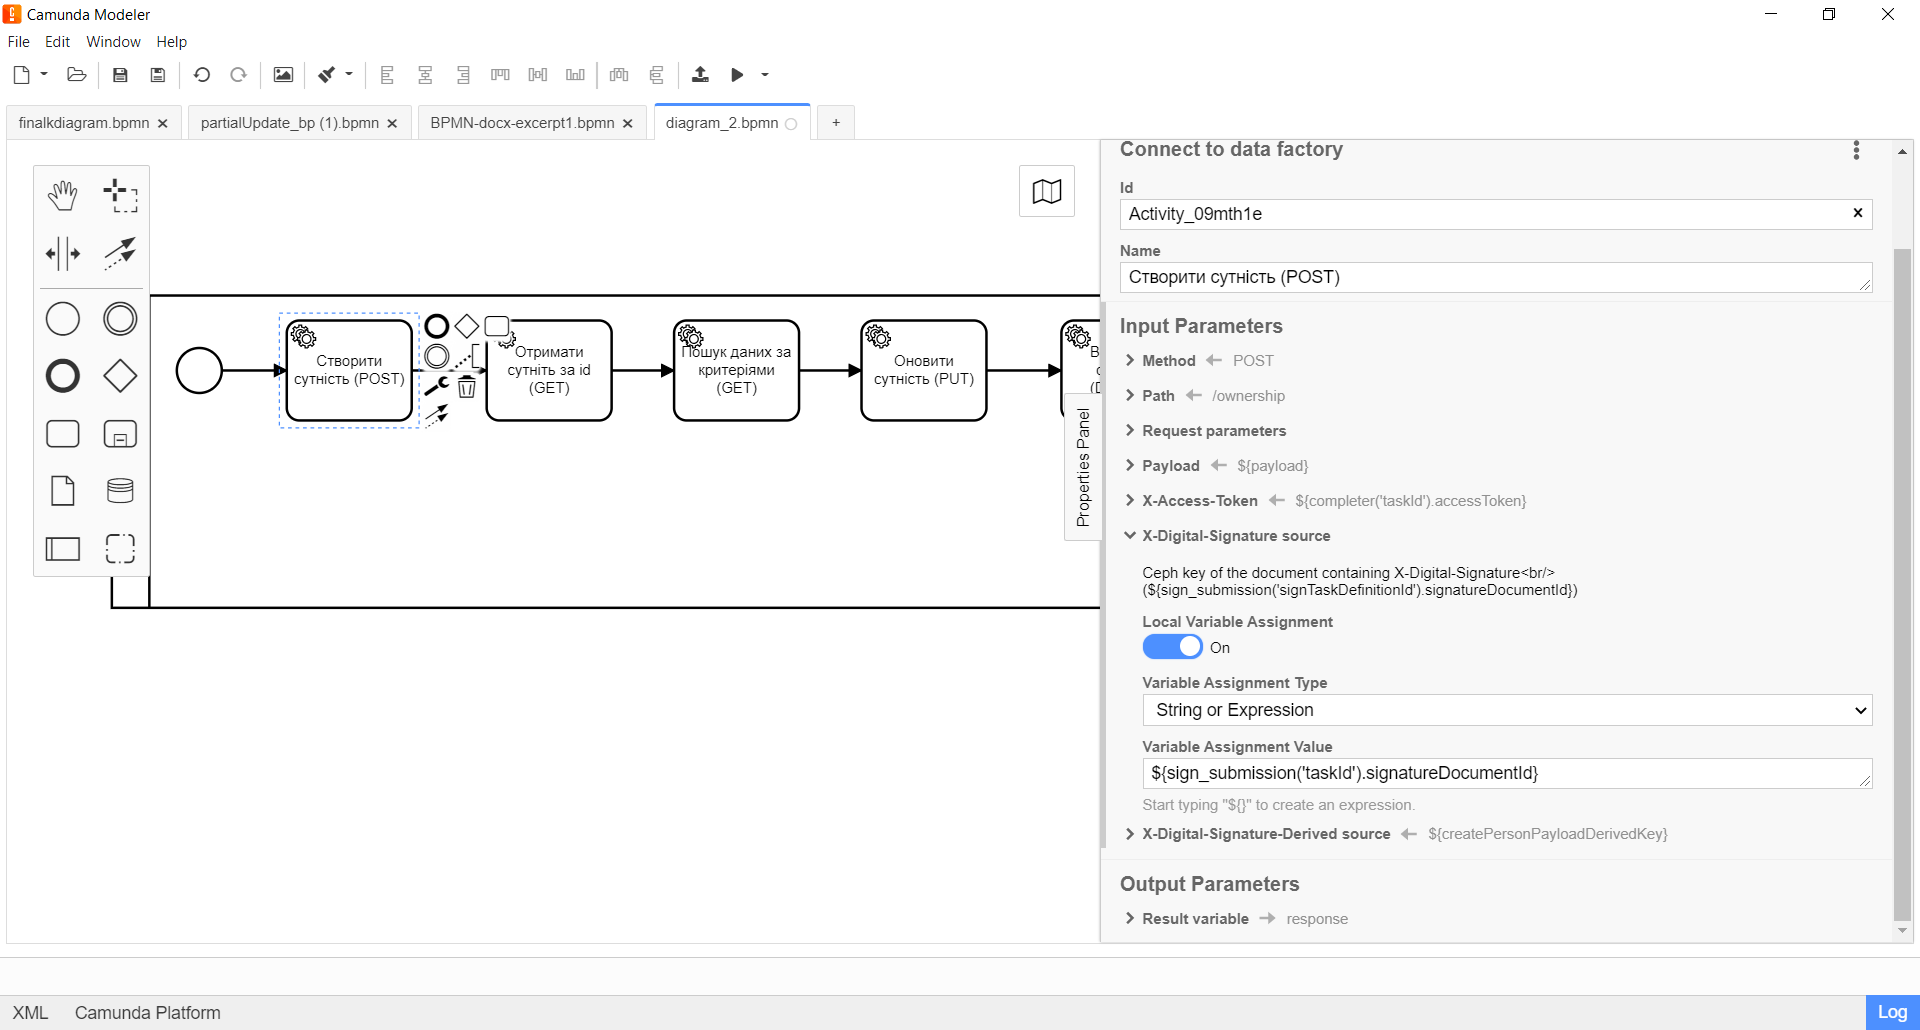 Camunda Modeler
File Edit Window Help
finalkdiagram.bpmn
partialUpdate_bp (1).bpmn
BPMN-docx-excerpt1.bpmn
diagram_2.bpmn
+
Створити
сутність (POST)
Отримати
сутніть за id
(GET)
Пошук даних за
критеріями
(GET)
Оновити
сутність (PUT)
Properties Panel
Connect to data factory
Id
Activity_09mth1e
Name
Створити сутність (POST)
Input Parameters
Method POST
Path /ownership
Request parameters
Payload ${payload}
X-Access-Token ${completer('taskId').accessToken}
X-Digital-Signature source
Ceph key of the document containing X-Digital-Signature<br/>
(${sign_submission('signTaskDefinitionId').signatureDocumentId})
Local Variable Assignment
On
Variable Assignment Type
String or Expression
Variable Assignment Value
${sign_submission('taskId').signatureDocumentId}
Start typing "${}" to create an expression.
X-Digital-Signature-Derived source ${createPersonPayloadDerivedKey}
Output Parameters
Result variable response
XML Camunda Platform
Log